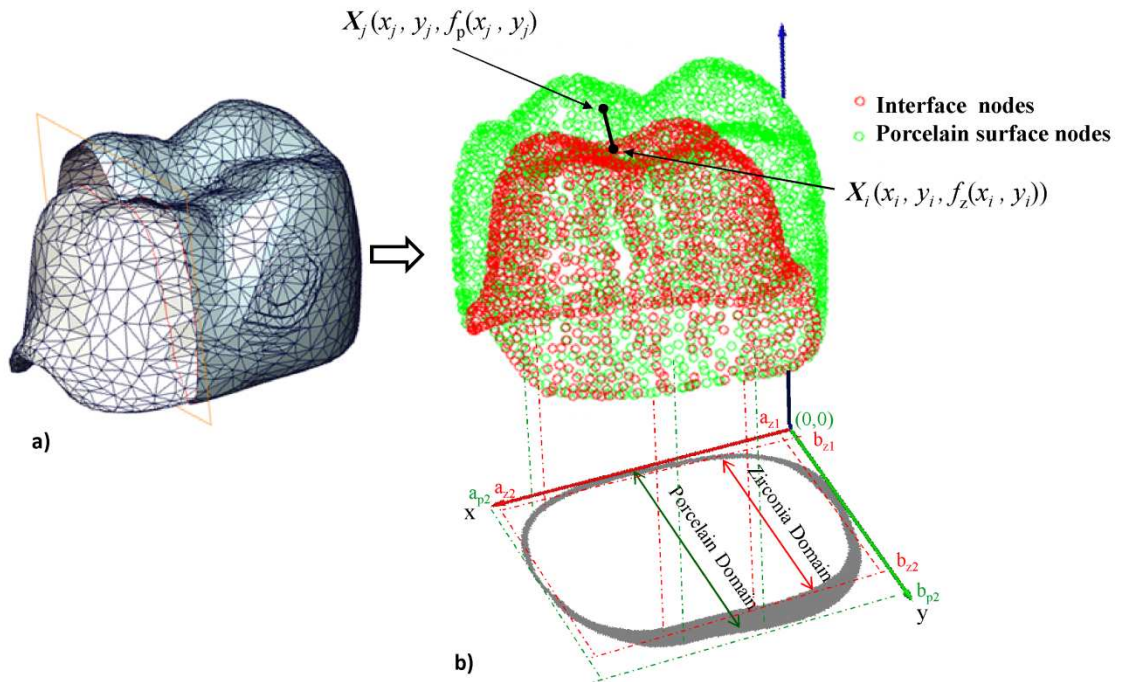 X_j(x_j, y_j, f_p(x_j, y_j)
Interface nodes
Porcelain surface nodes
X_i(x_i, y_i, f_z(x_i, y_i))
a)
(0,0)
a_z1
b_z1
a_p2
a_z2
x
Porcelain Domain
Zirconia Domain
b_z2
b_p2
y
b)